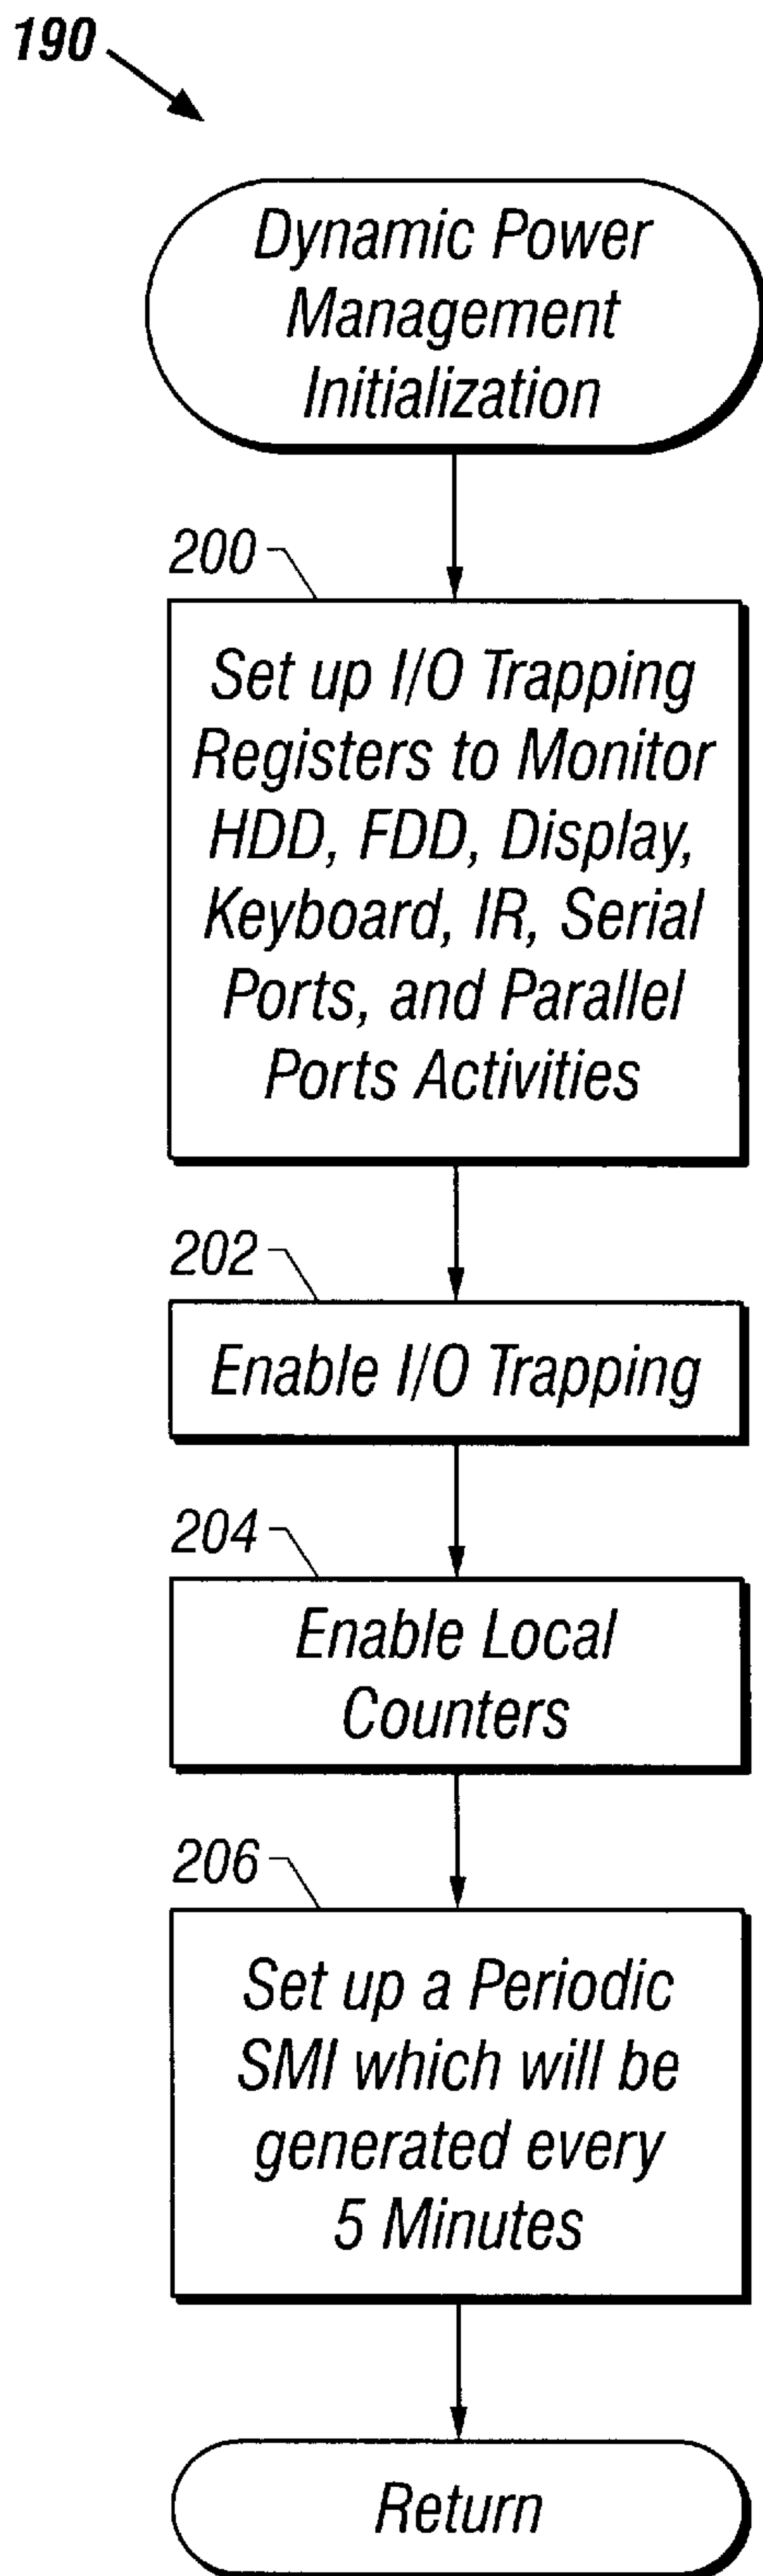 190
Dynamic Power
Management
Initialization
200
Set up I/O Trapping
Registers to Monitor
HDD, FDD, Display,
Keyboard, IR, Serial
Ports, and Parallel
Ports Activities
202
Enable I/O Trapping
204
Enable Local
Counters
206
Set up a Periodic
SMI which will be
generated every
5 Minutes
Return